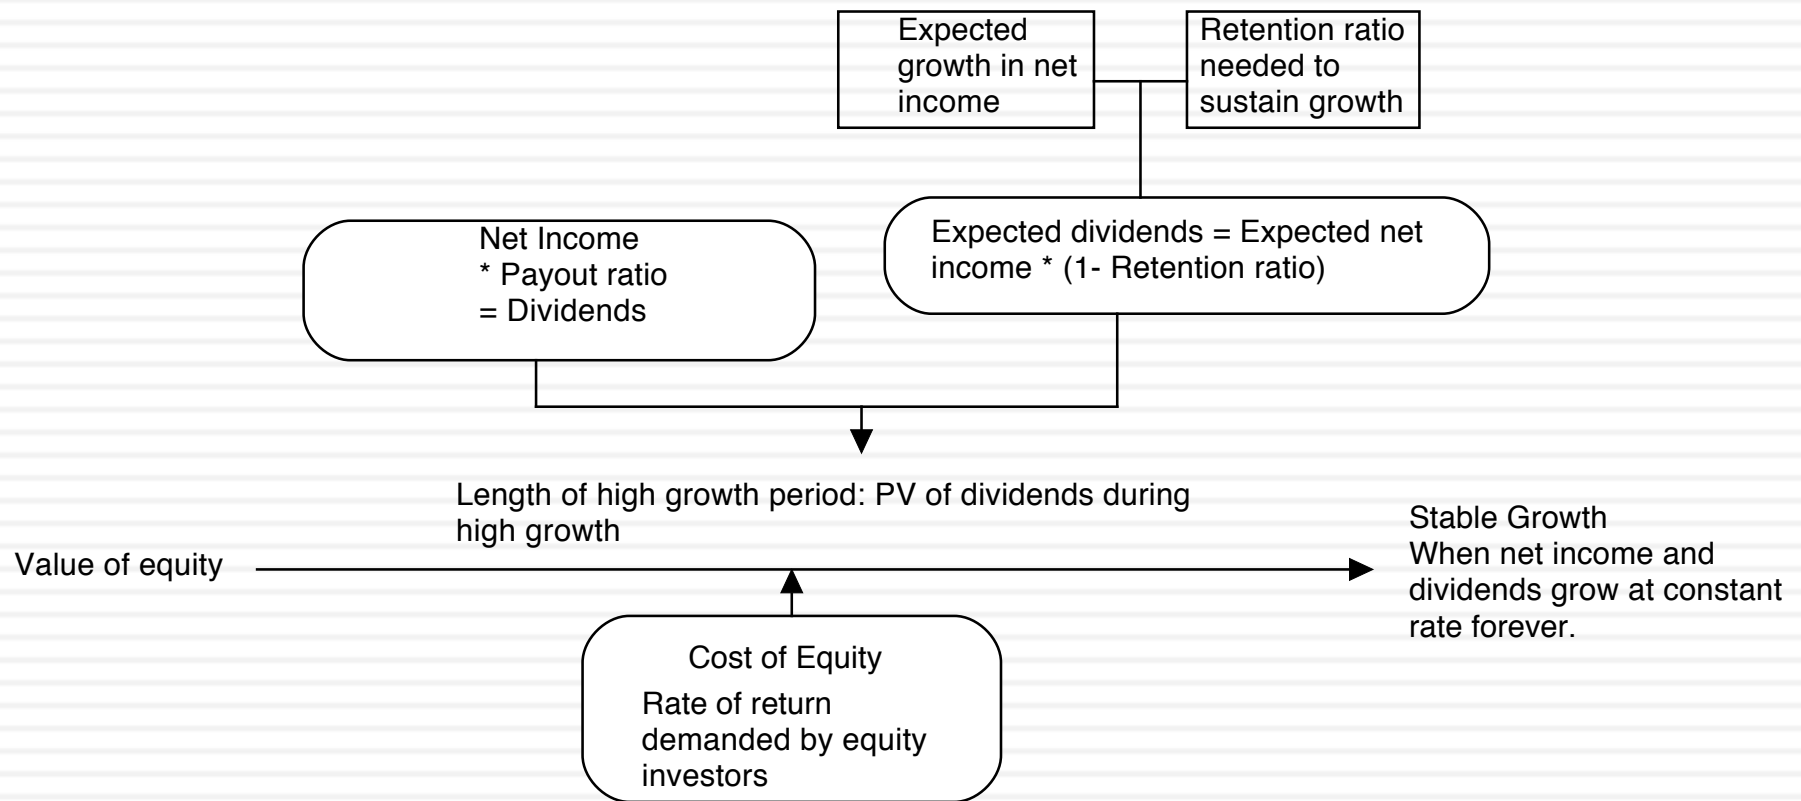 Expected
growth in net
income
Retention ratio
needed to
sustain growth
Net Income
* Payout ratio
= Dividends
Expected dividends = Expected net
income * (1- Retention ratio)
Length of high growth period: PV of dividends during
high growth
Value of equity
Stable Growth
When net income and
dividends grow at constant
rate forever.
Cost of Equity
Rate of return
demanded by equity
investors